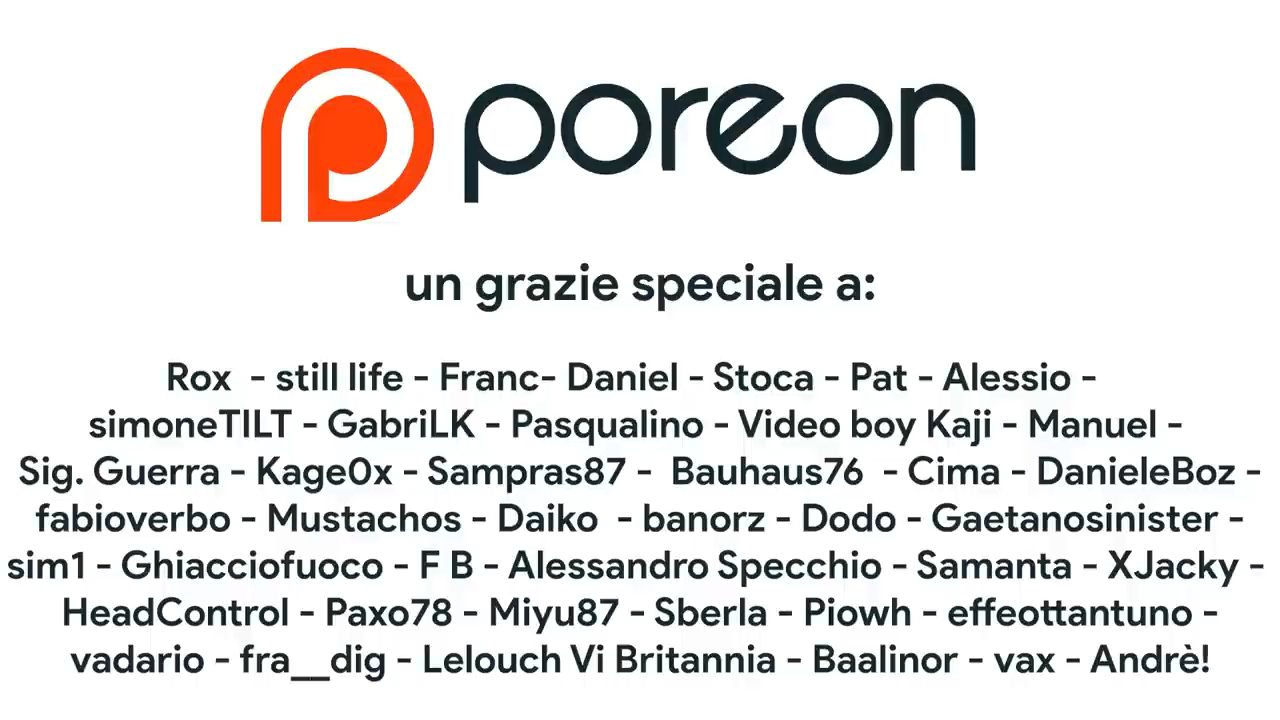 poreon
un grazie speciale a:
Rox - still life - Franc- Daniel - Stoca - Pat - Alessio -
simoneTILT - GabriLK - Pasqualino - Video boy Kaji - Manuel -
Sig. Guerra - Kage0x - Sampras87 - Bauhaus76 - Cima - DanieleBoz -
fabioverbo - Mustachos - Daiko - banorz - Dodo - Gaetanosinister -
sim1 - Ghiacciofuoco - F B - Alessandro Specchio - Samanta - XJacky -
HeadControl - Paxo78 - Miyu87 - Sberla - Piowh - effeottantuno -
vadario - fra__dig - Lelouch Vi Britannia - Baalinor - vax - Andrè!